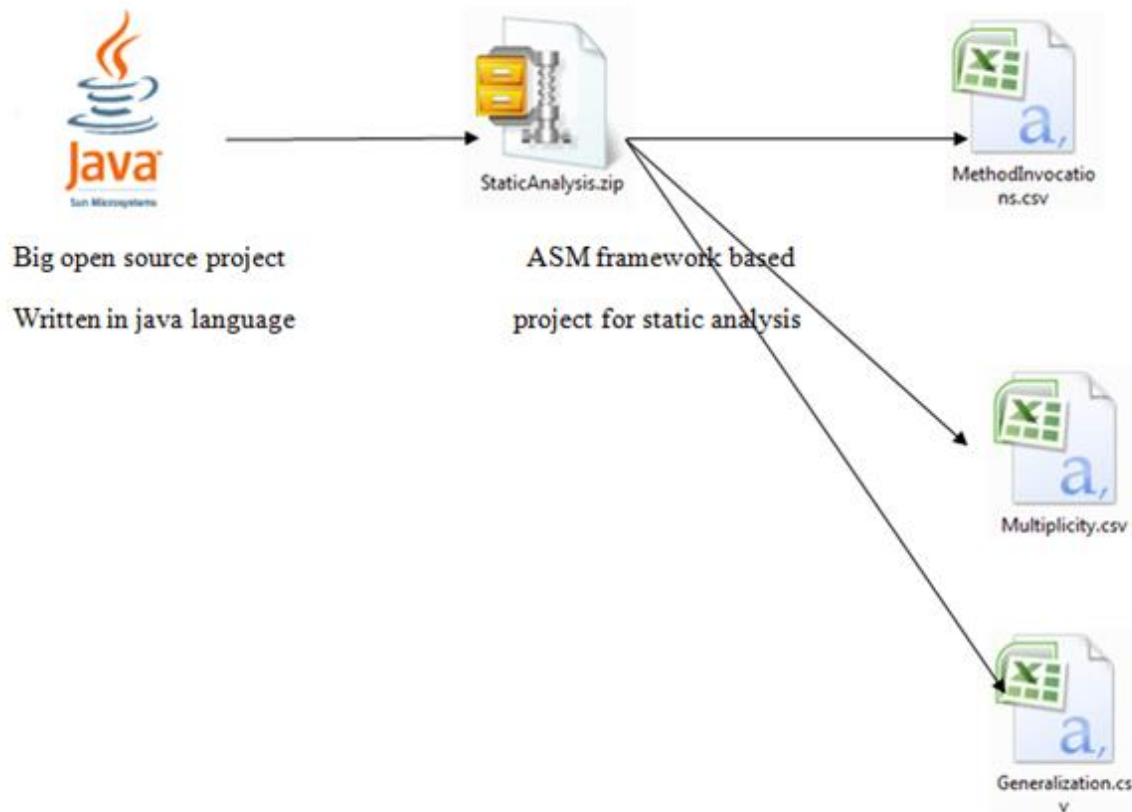 Java
Sun Microsystems
StaticAnalysis.zip
X
a,
MethodInvocatio
ns.csv
Big open source project
ASM framework based
Written in java language
project for static analysis
X
a,
Multiplicity.csv
X
a,
Generalization.cs
v